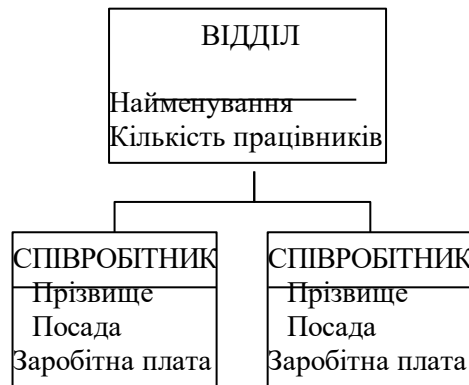 ВІДДІЛ
Найменування
Кількість працівників
СПІВРОБІТНИК
Прізвище
Посада
Заробітна плата
СПІВРОБІТНИК
Прізвище
Посада
Заробітна плата